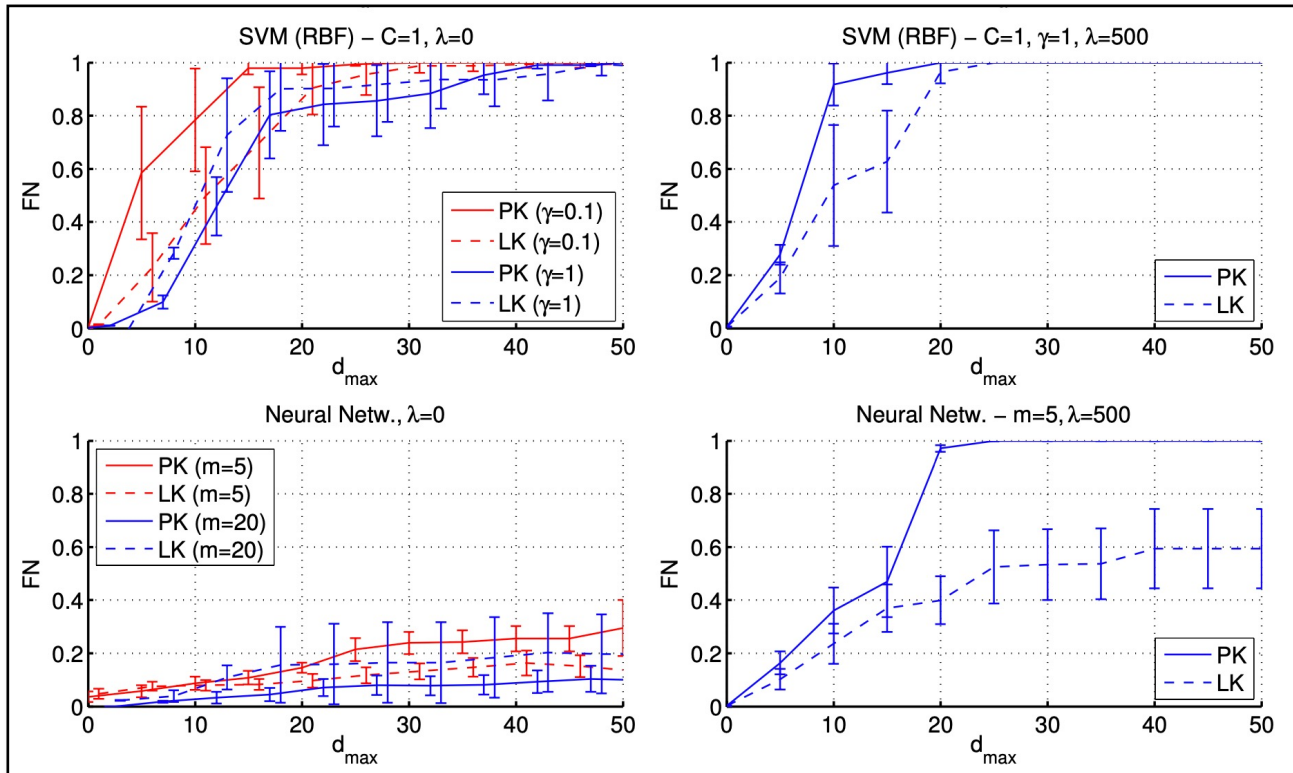 SVM (RBF) – C=1, λ=0
1
0.8
0.6
0.4
0.2
0
FN
0 10 20 30 40 50
d_max
PK (γ=0.1)
LK (γ=0.1)
PK (γ=1)
LK (γ=1)
SVM (RBF) – C=1, γ=1, λ=500
1
0.8
0.6
0.4
0.2
0
FN
0 10 20 30 40 50
d_max
PK
LK
Neural Netw., λ=0
1
0.8
0.6
0.4
0.2
0
FN
0 10 20 30 40 50
d_max
PK (m=5)
LK (m=5)
PK (m=20)
LK (m=20)
Neural Netw. – m=5, λ=500
1
0.8
0.6
0.4
0.2
0
FN
0 10 20 30 40 50
d_max
PK
LK